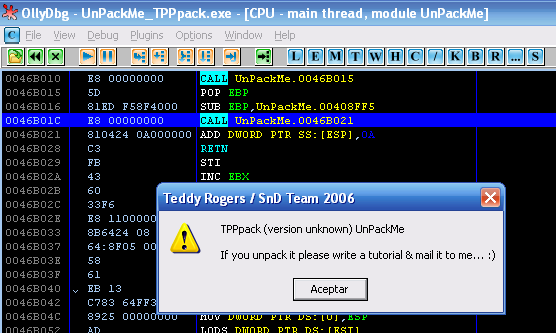 OllyDbg - UnPackMe_TPPpack.exe - [CPU - main thread, module UnPackMe]
C File View Debug Plugins Options Window Help
L E M T W H C / K B R ... S
0046B010 E8 00000000 CALL UnPackMe.0046B015
0046B015 5D POP EBP
0046B016 81ED F58F4000 SUB EBP,UnPackMe.00408FF5
0046B01C E8 00000000 CALL UnPackMe.0046B021
0046B021 810424 0A000000 ADD DWORD PTR SS:[ESP],0A
0046B028 C3 RETN
0046B029 FB STI
0046B02A 43 INC EBX
0046B02B 60
0046B02C 33F6
0046B02E E8 1100000
0046B033 8B6424 08
0046B037 64:8F05 00
0046B03E 58
0046B03F 61
0046B040 EB 13
0046B042 C783 64FF3
0046B04C 8925 00000000 MOV DWORD PTR DS:[0],ESP
0046B052 AD LODS DWORD PTR DS:[ESI]
Teddy Rogers / SnD Team 2006
TPPpack (version unknown) UnPackMe
If you unpack it please write a tutorial & mail it to me... :)
Aceptar